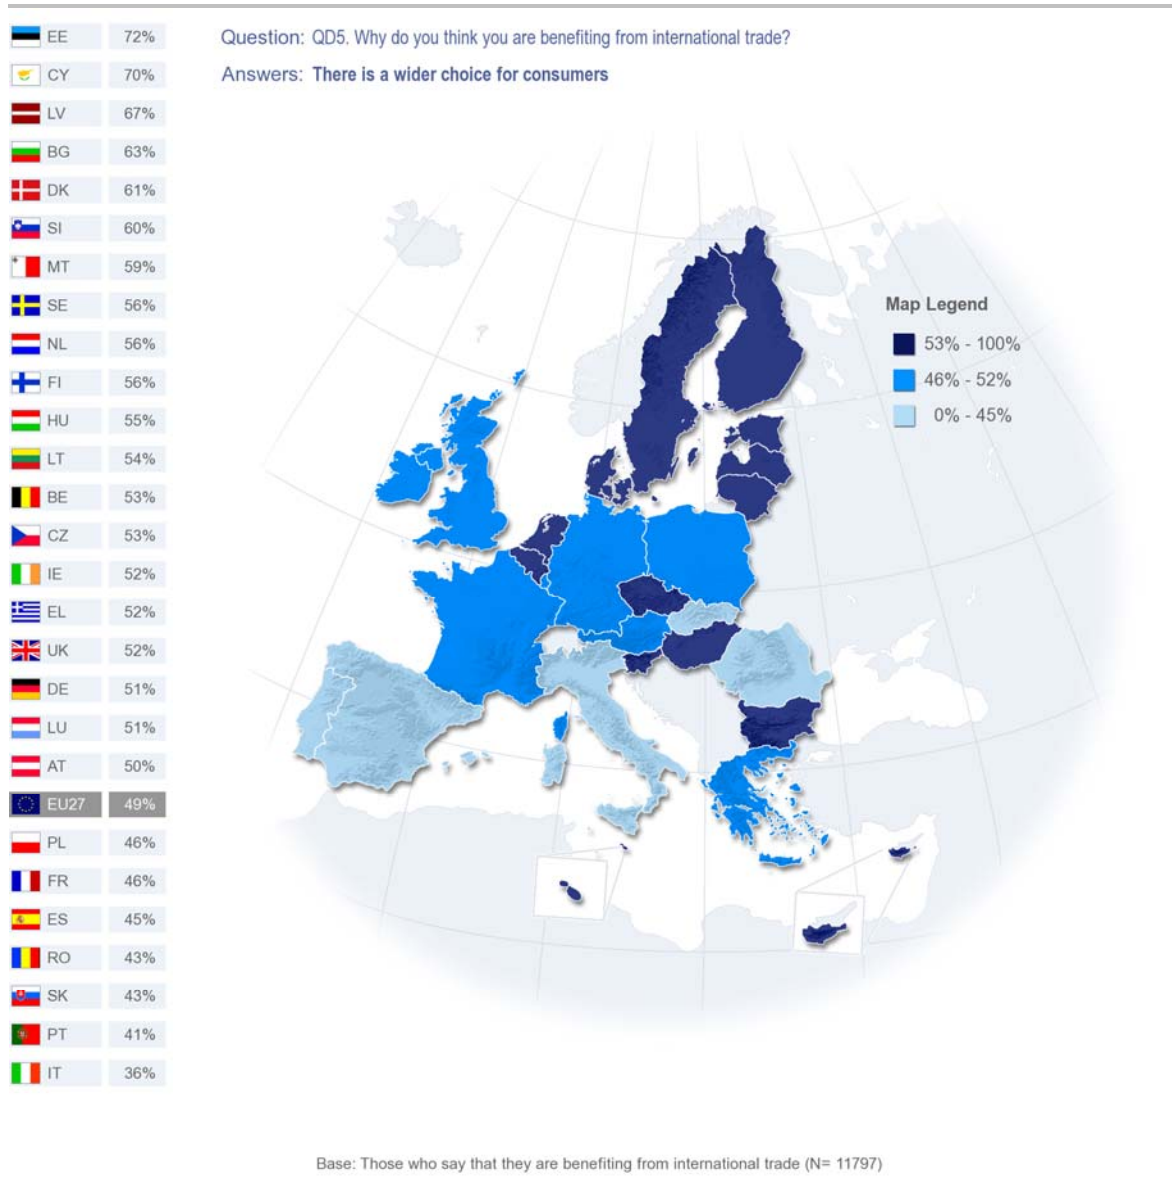 Question: QD5. Why do you think you are benefiting from international trade?
Answers: There is a wider choice for consumers
EE 72%
CY 70%
LV 67%
BG 63%
DK 61%
SI 60%
MT 59%
SE 56%
NL 56%
FI 56%
HU 55%
LT 54%
BE 53%
CZ 53%
IE 52%
EL 52%
UK 52%
DE 51%
LU 51%
AT 50%
EU27 49%
PL 46%
FR 46%
ES 45%
RO 43%
SK 43%
PT 41%
IT 36%
Map Legend
53% - 100%
46% - 52%
0% - 45%
Base: Those who say that they are benefiting from international trade (N= 11797)